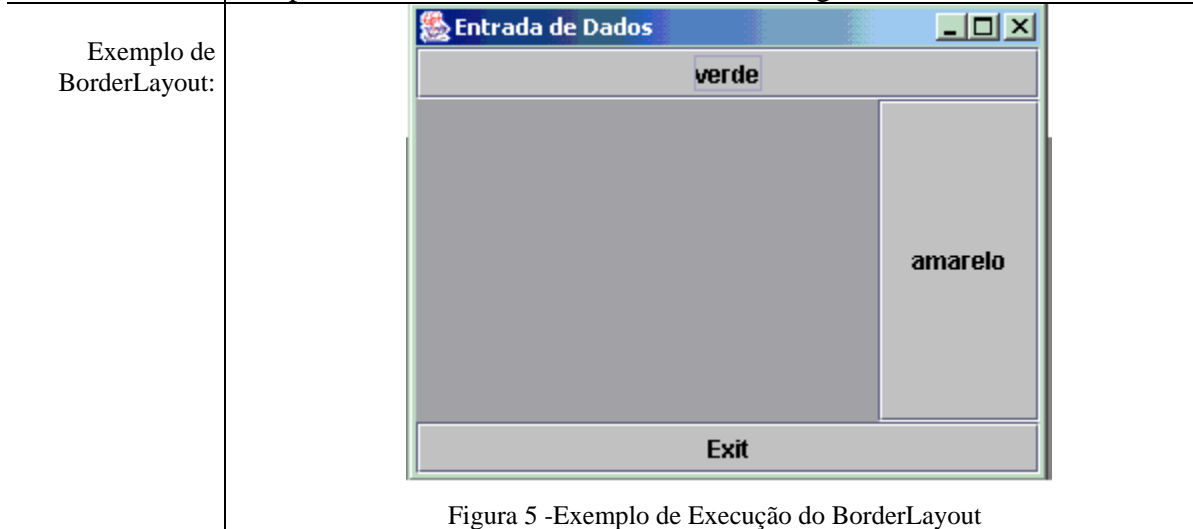 Exemplo de
BorderLayout:
Entrada de Dados
verde
amarelo
Exit
Figura 5 -Exemplo de Execução do BorderLayout